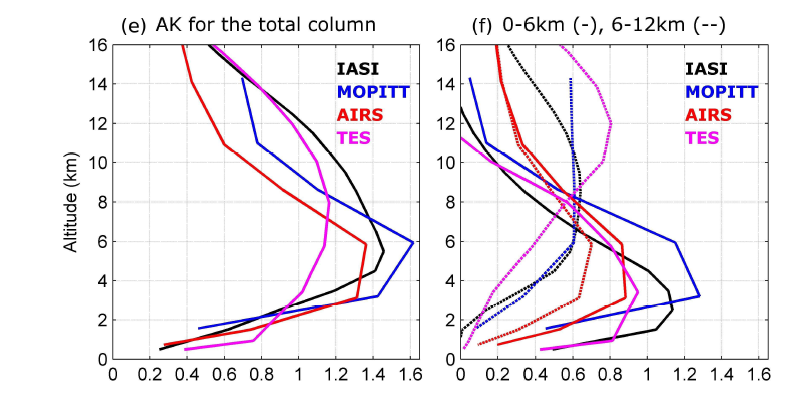 (e) AK for the total column
(f) 0-6km (-), 6-12km (--)
Altitude (km)
16
14
12
10
8
6
4
2
0
IASI
MOPITT
AIRS
TES
0 0.2 0.4 0.6 0.8 1 1.2 1.4 1.6
16
14
12
10
8
6
4
2
0
IASI
MOPITT
AIRS
TES
0 0.2 0.4 0.6 0.8 1 1.2 1.4 1.6